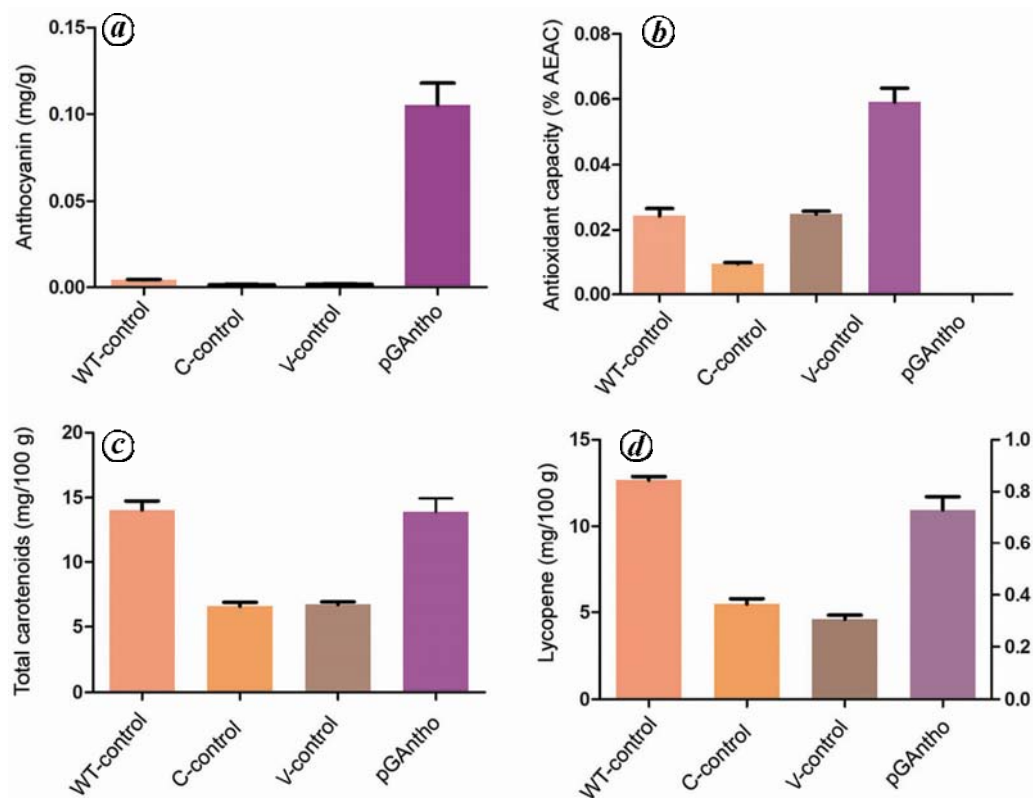 a
Anthocyanin (mg/g)
0.15
0.10
0.05
0.00
WT-control
C-control
V-control
pGAntho
b
Antioxidant capacity (% AEAC)
0.08
0.06
0.04
0.02
0.00
WT-control
C-control
V-control
pGAntho
c
Total carotenoids (mg/100 g)
20
15
10
5
0
WT-control
C-control
V-control
pGAntho
d
Lycopene (mg/100 g)
15
10
5
0
1.0
0.8
0.6
0.4
0.2
0.0
WT-control
C-control
V-control
pGAntho